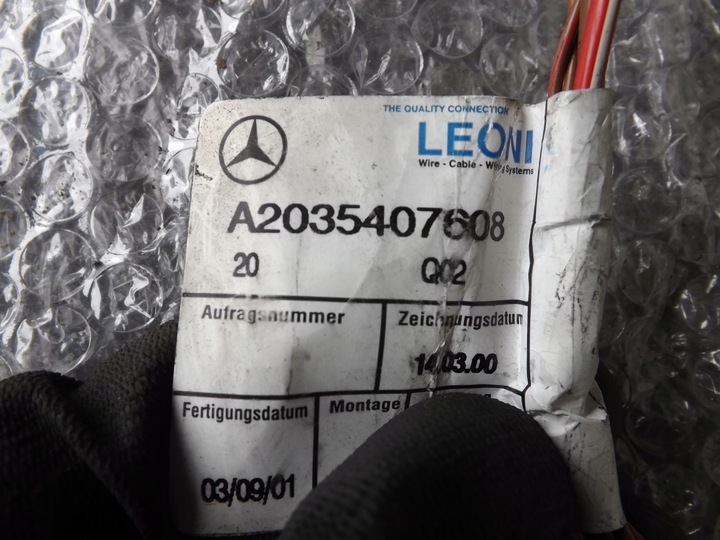 THE QUALITY CONNECTION
LEONI
Wire - Cable - Wiring Systems
A2035407608
20 Q02
Auftragsnummer Zeichnungsdatum
14.03.00
Fertigungsdatum Montage
03/09/01